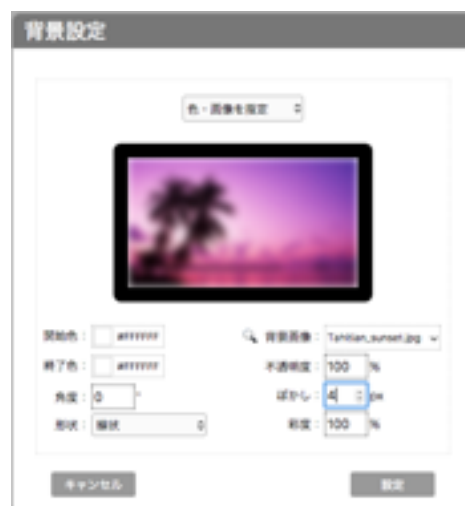 背景設定
色・画像を指定
開始色： #ffffff
背景画像： Tahitian_sunset.jpg
終了色： #ffffff
不透明度： 100 %
角度： 0 °
ぼかし： 4 px
形状： 線状
彩度： 100 %
キャンセル
設定